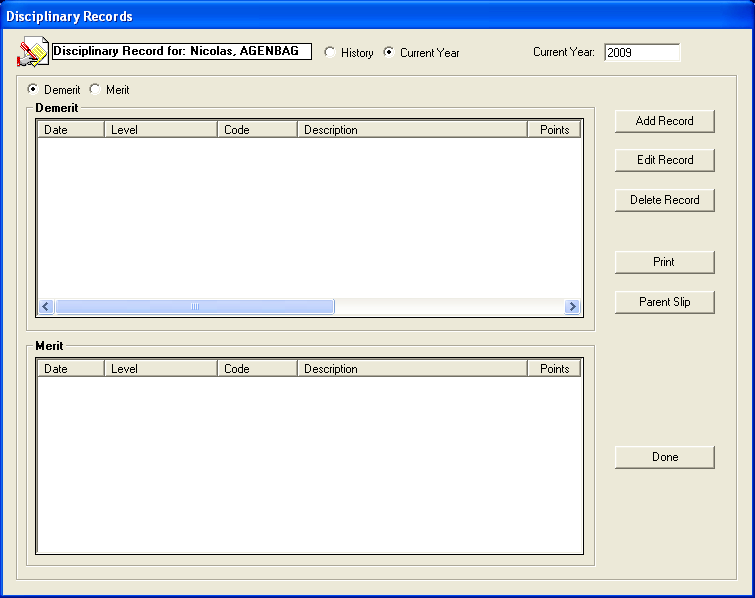 Disciplinary Records
Disciplinary Record for: Nicolas, AGENBAG History Current Year Current Year: 2009
Demerit Merit
Demerit
Date Level Code Description Points
Add Record
Edit Record
Delete Record
Print
Parent Slip
Merit
Date Level Code Description Points
Done